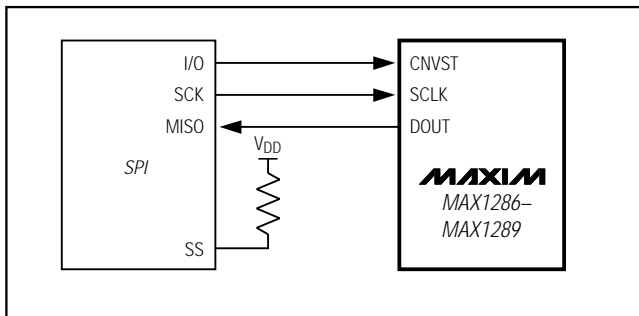 I/O
SCK
MISO
SPI
VDD
SS
CNVST
SCLK
DOUT
MAXIM
MAX1286–
MAX1289